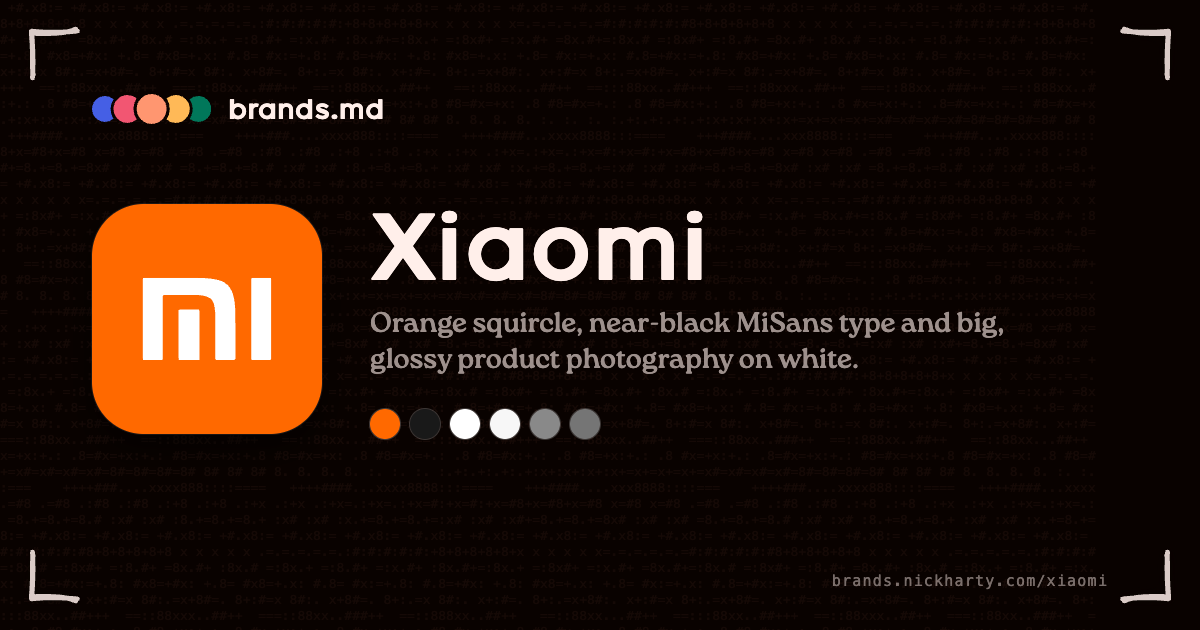 brands.md
mi
Xiaomi
Orange squircle, near-black MiSans type and big,
glossy product photography on white.
brands.nickharty.com/xiaomi